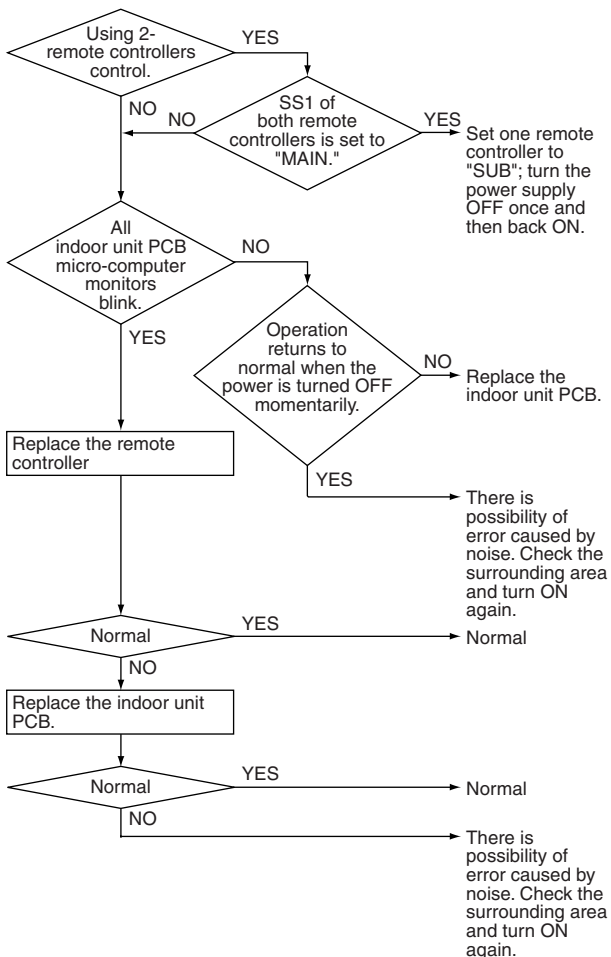 Using 2-
remote controllers
control.
YES
NO
SS1 of
both remote
controllers is set to
"MAIN."
NO
YES
Set one remote
controller to
"SUB"; turn the
power supply
OFF once and
then back ON.
All
indoor unit PCB
micro-computer
monitors
blink.
NO
YES
Operation
returns to
normal when the
power is turned OFF
momentarily.
NO
Replace the
indoor unit PCB.
YES
There is
possibility of
error caused by
noise. Check the
surrounding area
and turn ON
again.
Replace the remote
controller
Normal
YES
Normal
NO
Replace the indoor unit
PCB.
Normal
YES
Normal
NO
There is
possibility of
error caused by
noise. Check the
surrounding area
and turn ON
again.